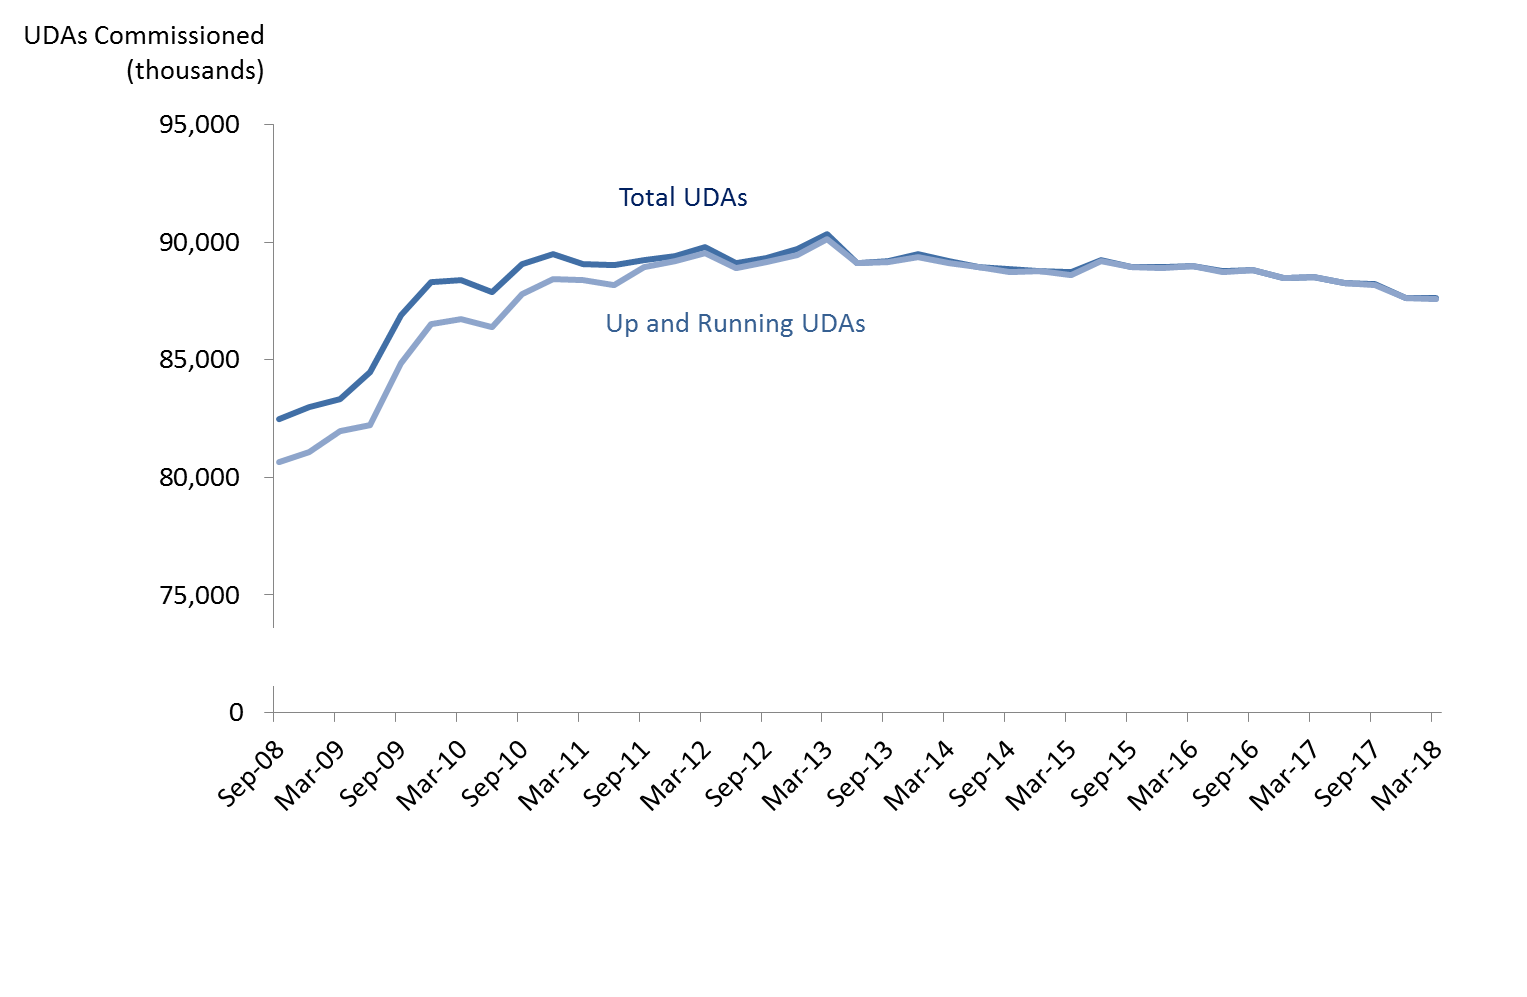 UDAs Commissioned
(thousands)
95,000
Total UDAs
90,000
Up and Running UDAs
85,000
80,000
75,000
0
Sep-08
Mar-09
Sep-09
Mar-10
Sep-10
Mar-11
Sep-11
Mar-12
Sep-12
Mar-13
Sep-13
Mar-14
Sep-14
Mar-15
Sep-15
Mar-16
Sep-16
Mar-17
Sep-17
Mar-18